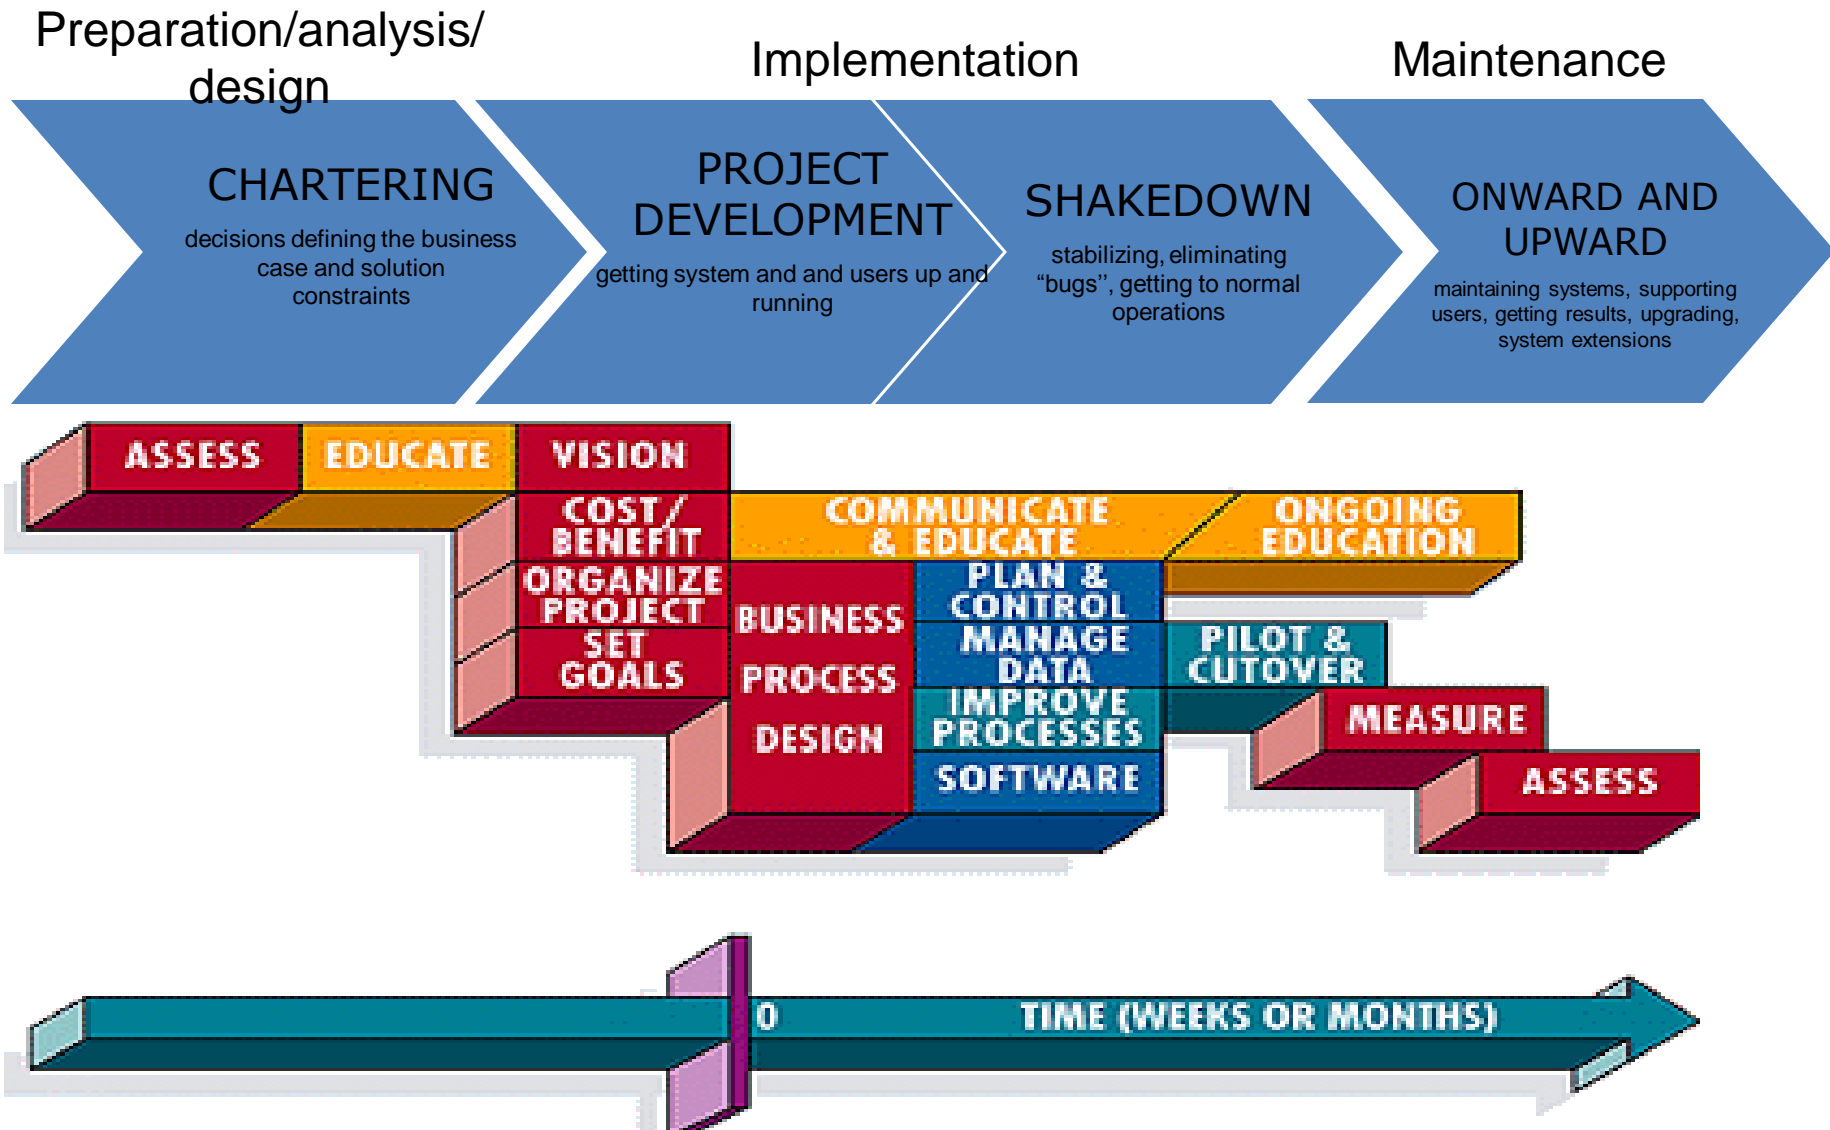 Preparation/analysis/
design
Implementation
Maintenance
CHARTERING
decisions defining the business
case and solution
constraints
PROJECT
DEVELOPMENT
getting system and and users up and
running
SHAKEDOWN
stabilizing, eliminating
“bugs’’, getting to normal
operations
ONWARD AND
UPWARD
maintaining systems, supporting
users, getting results, upgrading,
system extensions
ASSESS
EDUCATE
VISION
COST/
BENEFIT
ORGANIZE
PROJECT
SET
GOALS
COMMUNICATE
& EDUCATE
ONGOING
EDUCATION
BUSINESS
PROCESS
DESIGN
PLAN &
CONTROL
MANAGE
DATA
IMPROVE
PROCESSES
SOFTWARE
PILOT &
CUTOVER
MEASURE
ASSESS
0
TIME (WEEKS OR MONTHS)